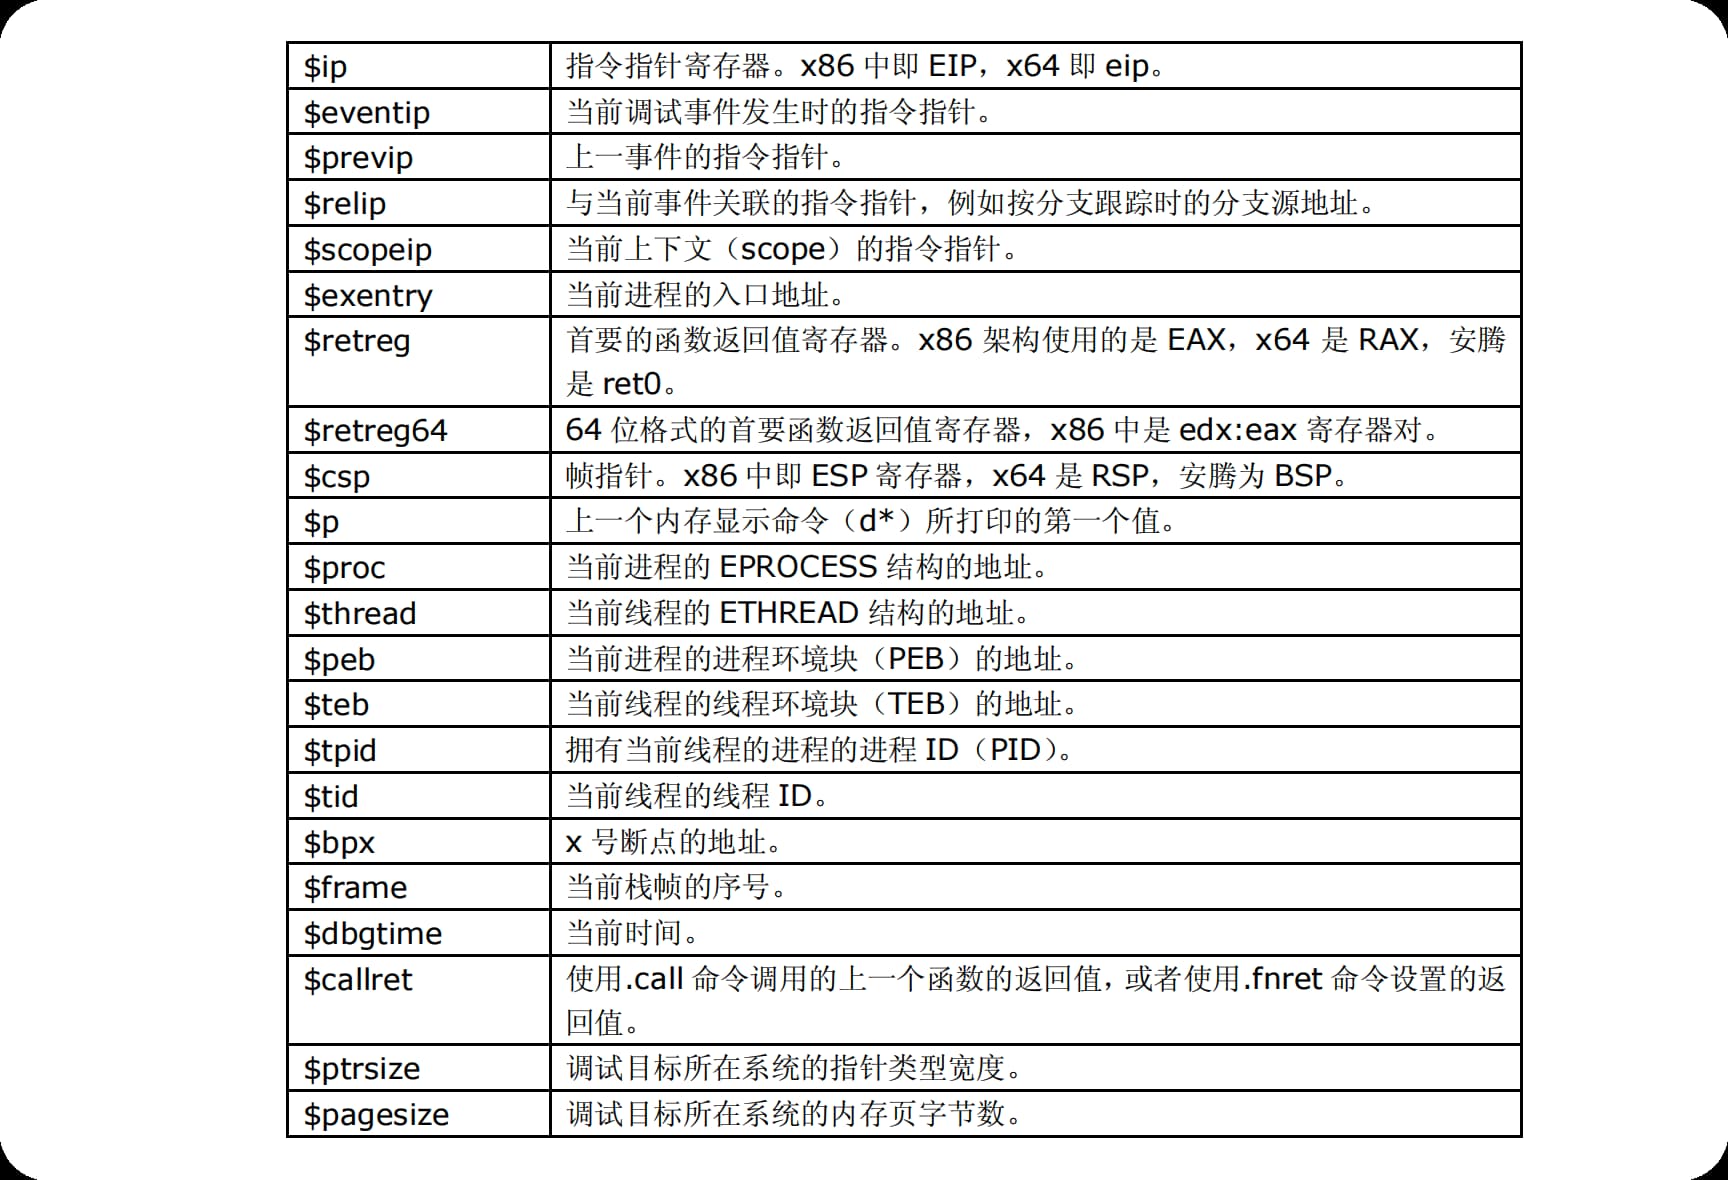 $ip 指令指针寄存器。x86 中即 EIP，x64 即 eip。
$eventip 当前调试事件发生时的指令指针。
$previp 上一事件的指令指针。
$relip 与当前事件关联的指令指针，例如按分支跟踪时的分支源地址。
$scopeip 当前上下文（scope）的指令指针。
$exentry 当前进程的入口地址。
$retreg 首要的函数返回值寄存器。x86 架构使用的是 EAX，x64 是 RAX，安腾
是 ret0。
$retreg64 64 位格式的首要函数返回值寄存器，x86 中是 edx:eax 寄存器对。
$csp 帧指针。x86 中即 ESP 寄存器，x64 是 RSP，安腾为 BSP。
$p 上一个内存显示命令（d*）所打印的第一个值。
$proc 当前进程的 EPROCESS 结构的地址。
$thread 当前线程的 ETHREAD 结构的地址。
$peb 当前进程的进程环境块（PEB）的地址。
$teb 当前线程的线程环境块（TEB）的地址。
$tpid 拥有当前线程的进程的进程 ID（PID）。
$tid 当前线程的线程 ID。
$bpx x 号断点的地址。
$frame 当前栈帧的序号。
$dbgtime 当前时间。
$callret 使用.call 命令调用的上一个函数的返回值，或者使用.fnret 命令设置的返
回值。
$ptrsize 调试目标所在系统的指针类型宽度。
$pagesize 调试目标所在系统的内存页字节数。